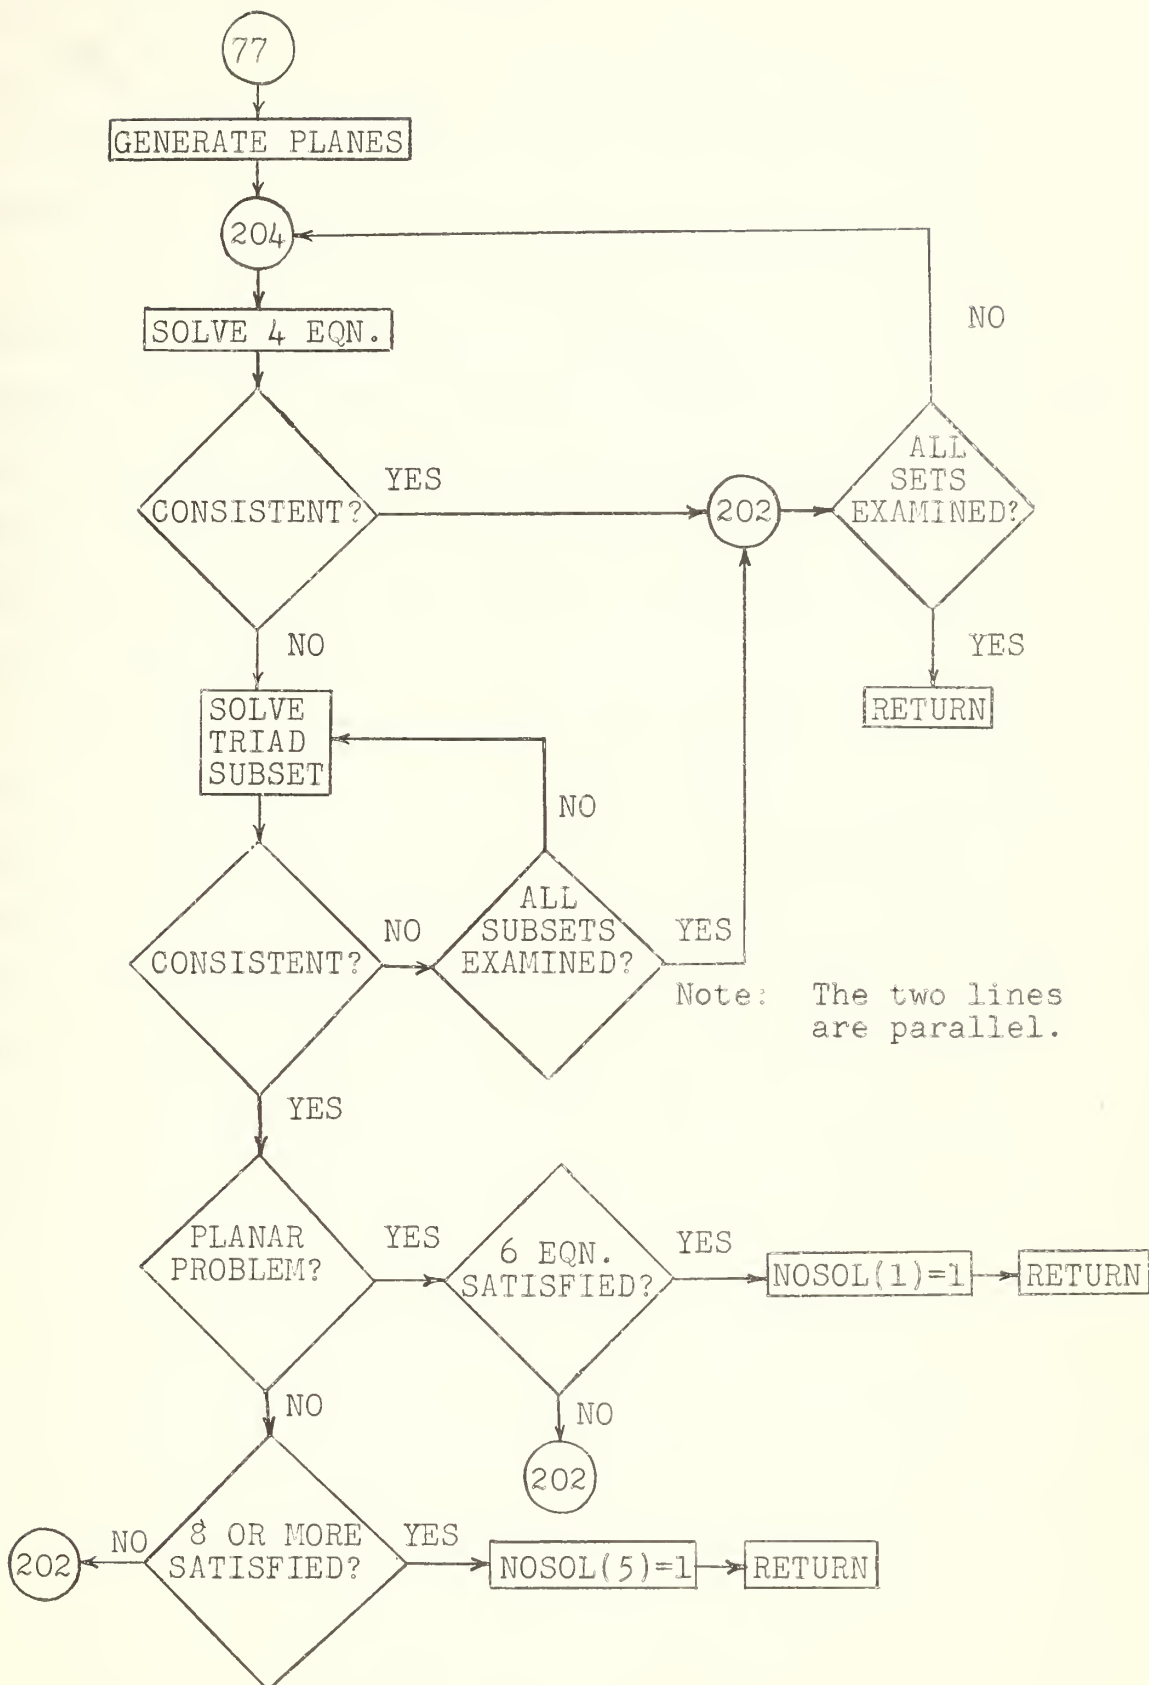 77
GENERATE PLANES
204
SOLVE 4 EQN.
NO
CONSISTENT?
YES
202
ALL
SETS
EXAMINED?
NO
YES
RETURN
SOLVE
TRIAD
SUBSET
NO
CONSISTENT?
NO
ALL
SUBSETS
EXAMINED?
YES
Note: The two lines
are parallel.
YES
PLANAR
PROBLEM?
YES
6 EQN.
SATISFIED?
YES
NOSOL(1)=1
RETURN
NO
NO
202
8 OR MORE
SATISFIED?
NO
202
YES
NOSOL(5)=1
RETURN